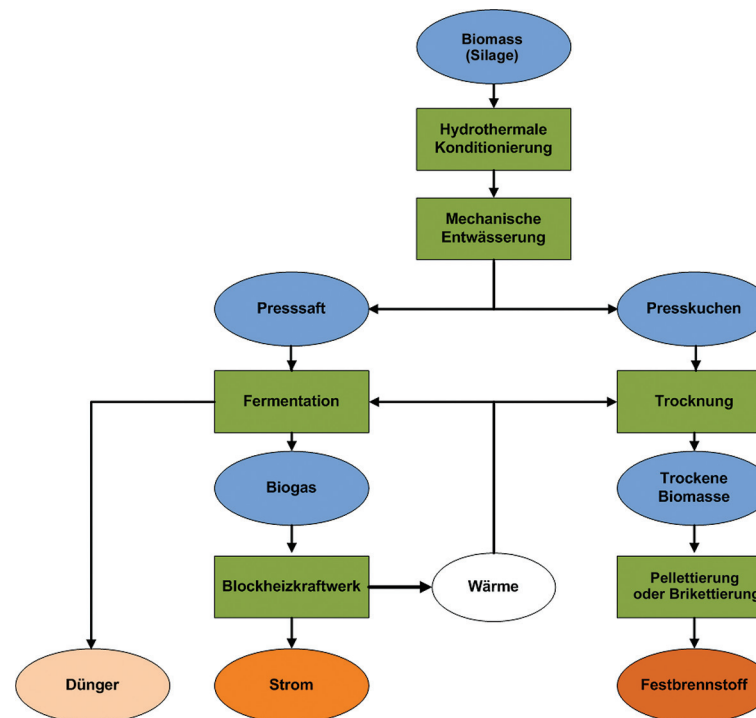 Biomass
(Silage)
Hydrothermale
Konditionierung
Mechanische
Entwässerung
Presssaft
Presskuchen
Fermentation
Trocknung
Biogas
Trockene
Biomasse
Blockheizkraftwerk
Wärme
Pellettierung
oder Brikettierung
Dünger
Strom
Festbrennstoff